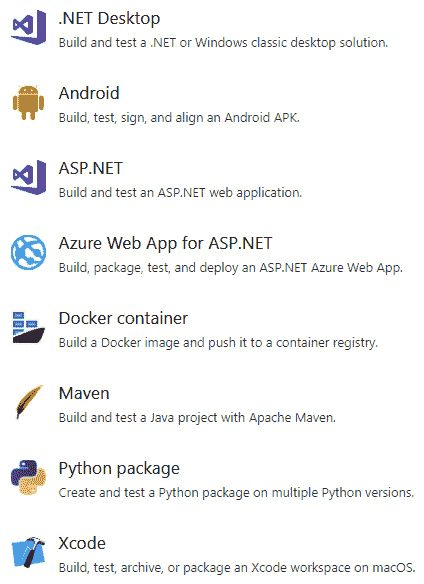 .NET Desktop
Build and test a .NET or Windows classic desktop solution.
Android
Build, test, sign, and align an Android APK.
ASP.NET
Build and test an ASP.NET web application.
Azure Web App for ASP.NET
Build, package, test, and deploy an ASP.NET Azure Web App.
Docker container
Build a Docker image and push it to a container registry.
Maven
Build and test a Java project with Apache Maven.
Python package
Create and test a Python package on multiple Python versions.
Xcode
Build, test, archive, or package an Xcode workspace on macOS.